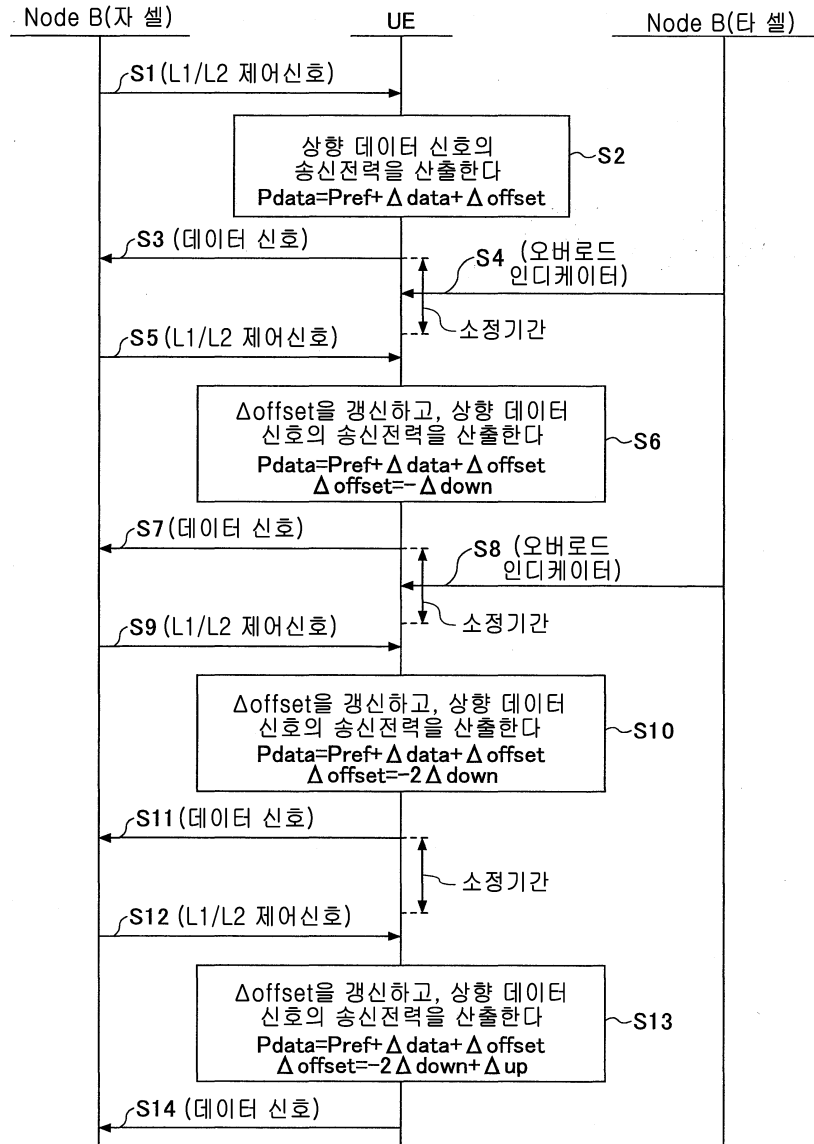 Node B(자 셀)
UE
Node B(타 셀)
S1(L1/L2 제어신호)
상향 데이터 신호의
송신전력을 산출한다
Pdata=Pref+Δdata+Δoffset
S2
S3 (데이터 신호)
S4 (오버로드
인디케이터)
소정기간
S5(L1/L2 제어신호)
Δoffset을 갱신하고, 상향 데이터
신호의 송신전력을 산출한다
Pdata=Pref+Δdata+Δoffset
Δoffset=-Δdown
S6
S7(데이터 신호)
S8 (오버로드
인디케이터)
소정기간
S9(L1/L2 제어신호)
Δoffset을 갱신하고, 상향 데이터
신호의 송신전력을 산출한다
Pdata=Pref+Δdata+Δoffset
Δoffset=-2Δdown
S10
S11(데이터 신호)
소정기간
S12 (L1/L2 제어신호)
Δoffset을 갱신하고, 상향 데이터
신호의 송신전력을 산출한다
Pdata=Pref+Δdata+Δoffset
Δoffset=-2Δdown+Δup
S13
S14 (데이터 신호)